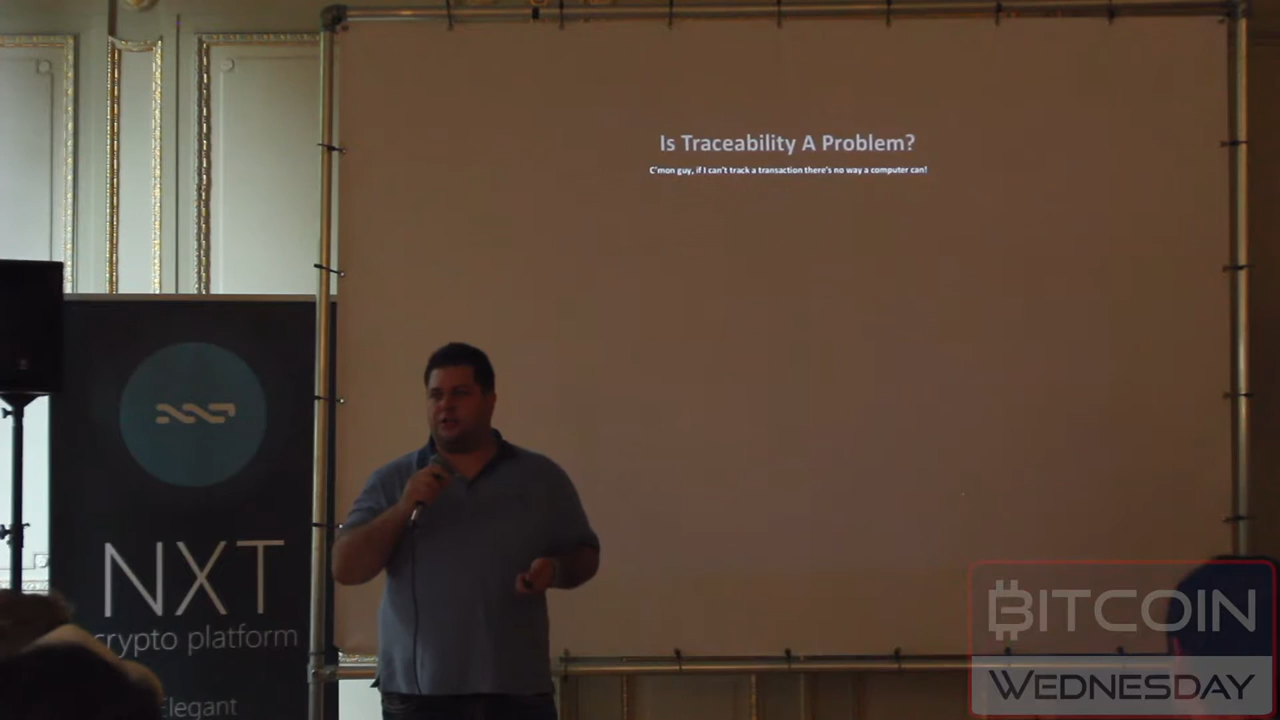 Is Traceability A Problem?
C'mon guy, if I can't track a transaction there's no way a computer can!
NXT
crypto platform
Elegant
BITCOIN
WEDNESDAY